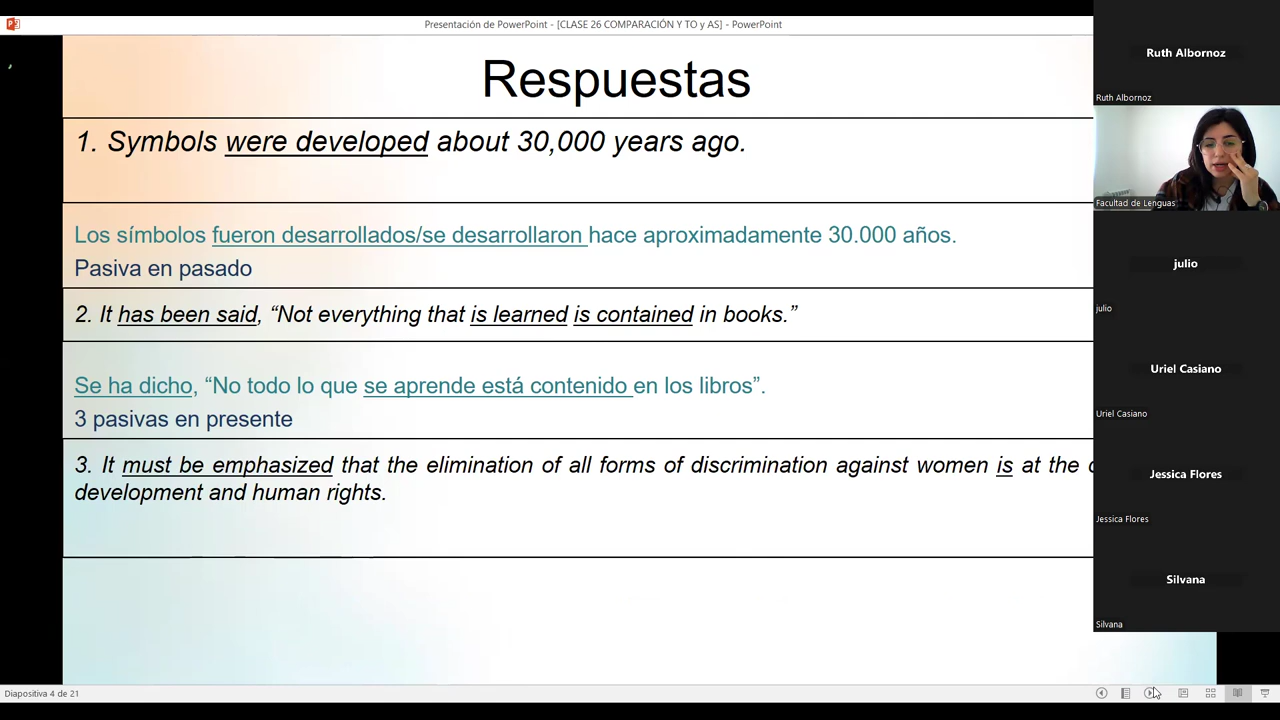 Presentación de PowerPoint - [CLASE 26 COMPARACIÓN Y TO y AS] - PowerPoint
Respuestas
1. Symbols were developed about 30,000 years ago.
Los símbolos fueron desarrollados/se desarrollaron hace aproximadamente 30.000 años.
Pasiva en pasado
2. It has been said, “Not everything that is learned is contained in books.”
Se ha dicho, “No todo lo que se aprende está contenido en los libros”.
3 pasivas en presente
3. It must be emphasized that the elimination of all forms of discrimination against women is at the
development and human rights.
Diapositiva 4 de 21
Ruth Albornoz
Ruth Albornoz
Facultad de Lenguas
julio
julio
Uriel Casiano
Uriel Casiano
Jessica Flores
Jessica Flores
Silvana
Silvana